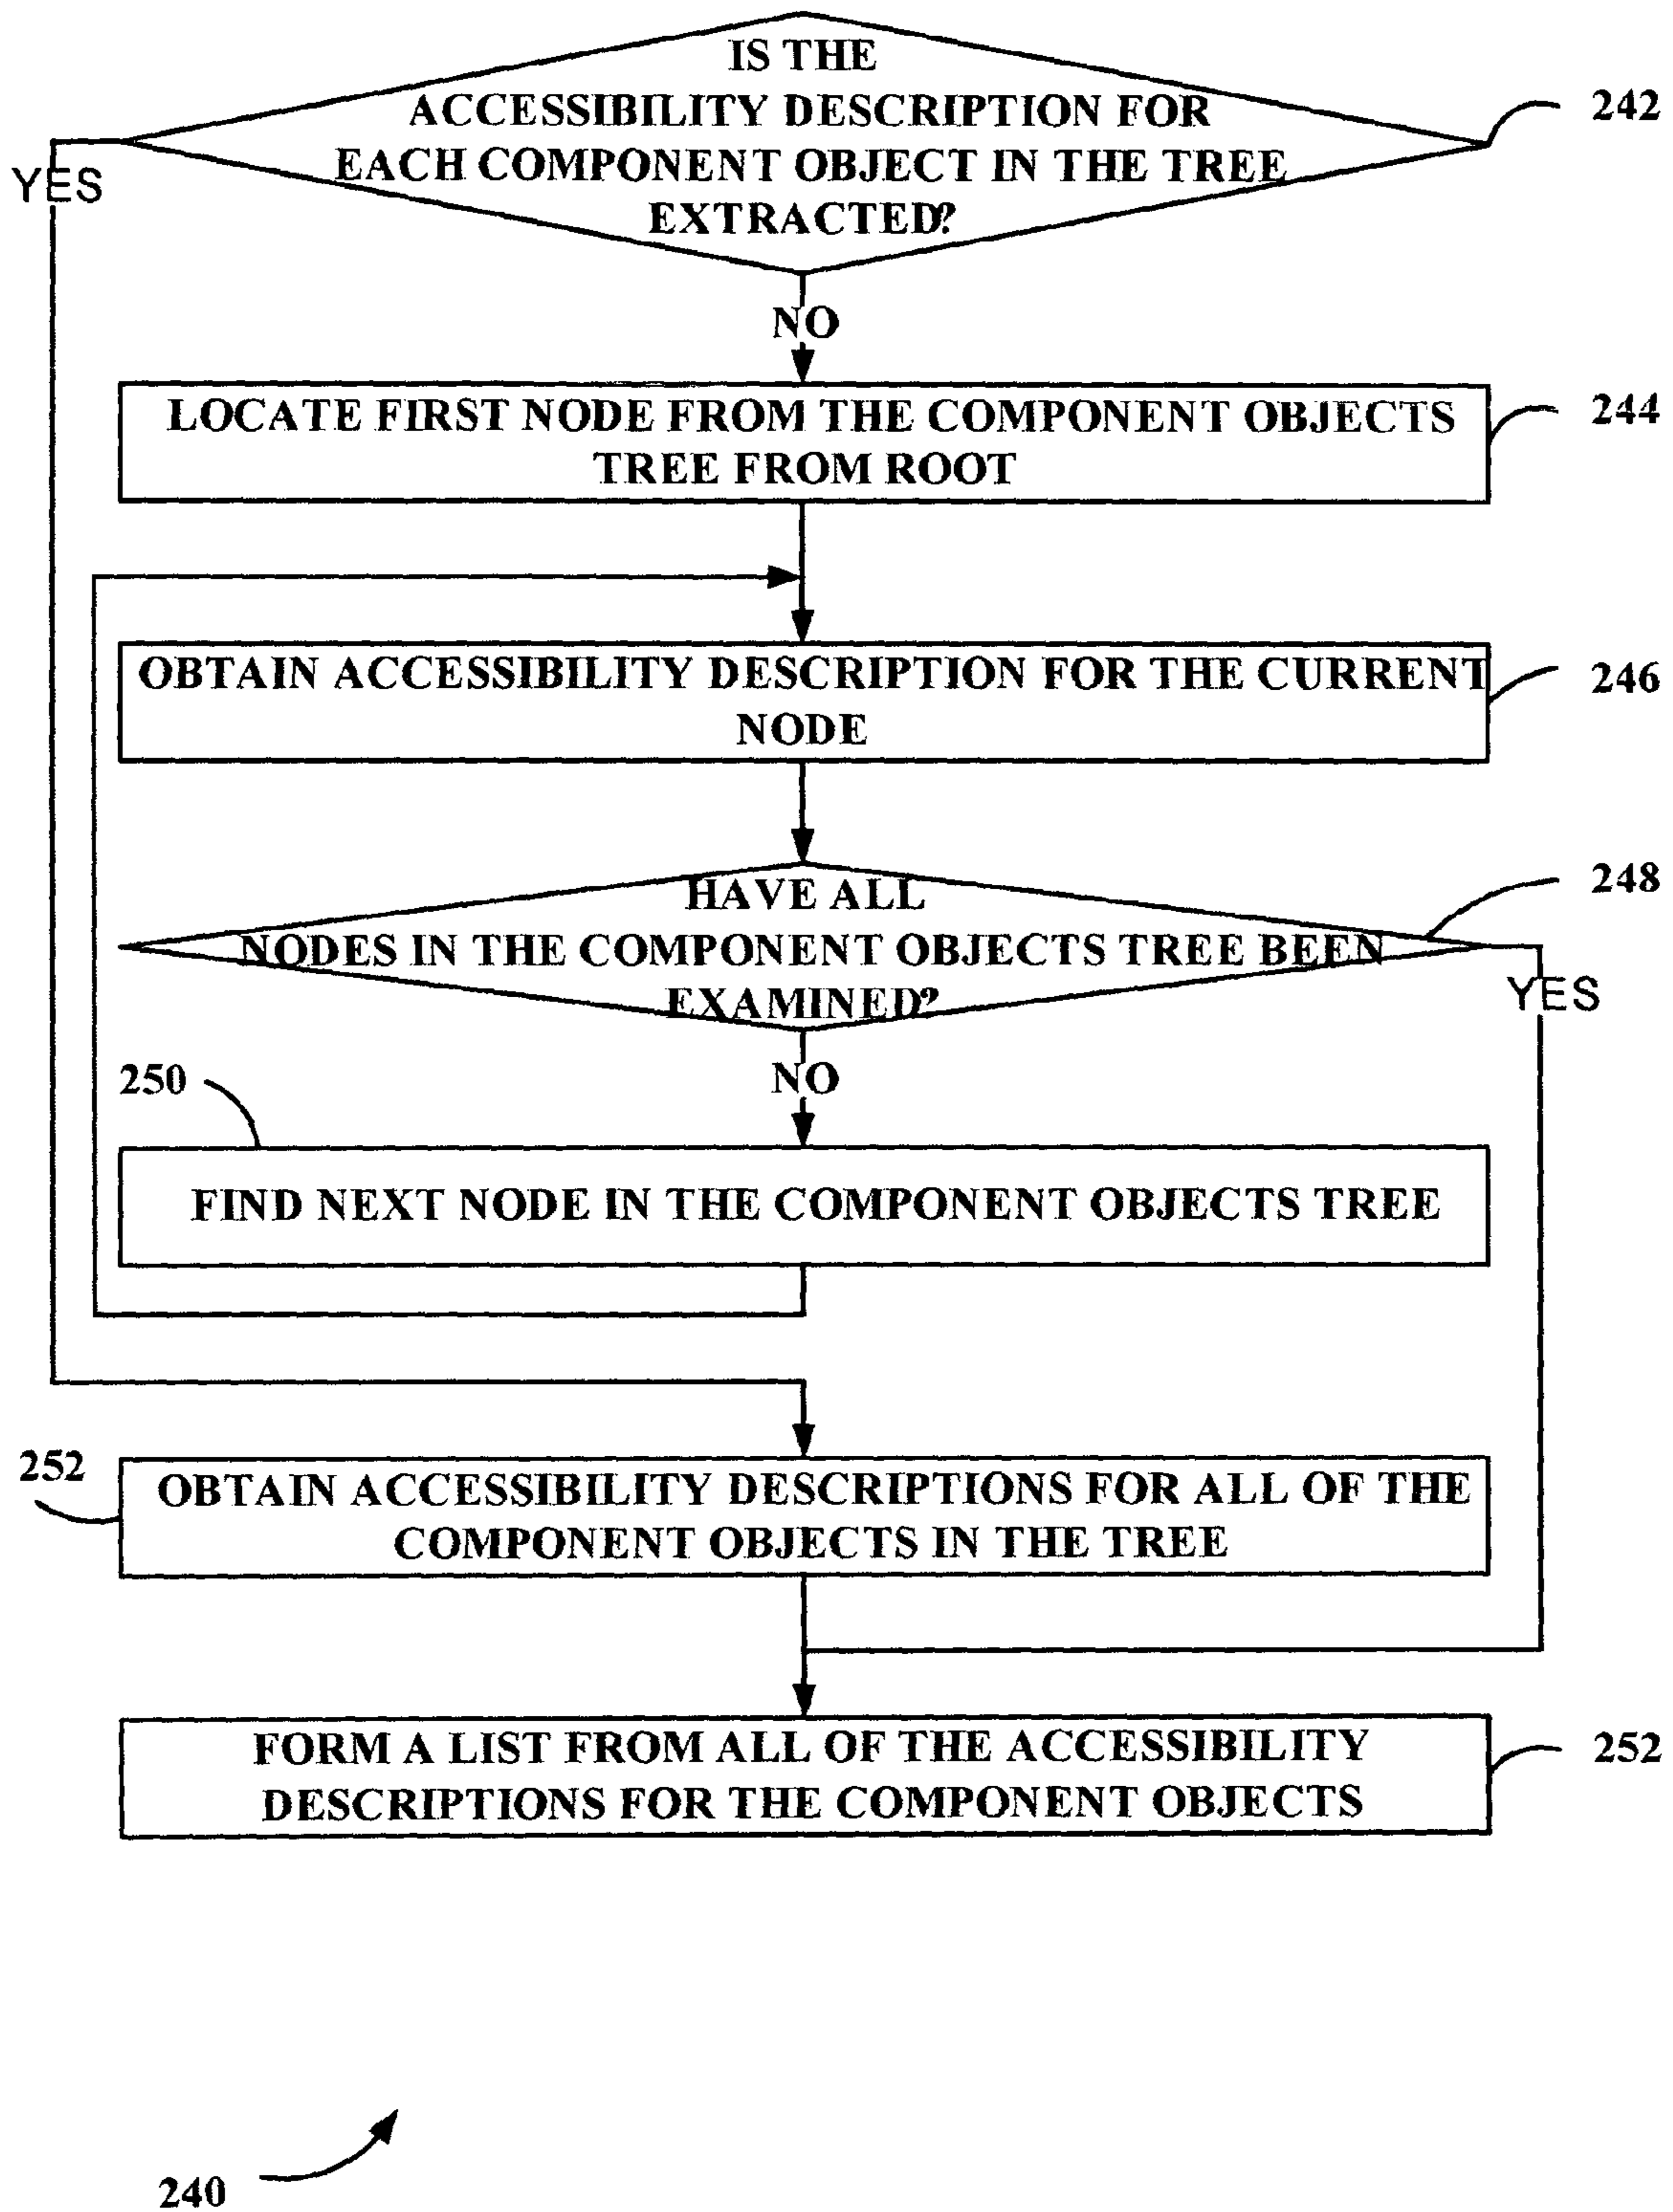 IS THE
ACCESSIBILITY DESCRIPTION FOR
EACH COMPONENT OBJECT IN THE TREE
EXTRACTED?
242
YES
NO
LOCATE FIRST NODE FROM THE COMPONENT OBJECTS
TREE FROM ROOT
244
OBTAIN ACCESSIBILITY DESCRIPTION FOR THE CURRENT
NODE
246
HAVE ALL
NODES IN THE COMPONENT OBJECTS TREE BEEN
EXAMINED?
248
YES
NO
250
FIND NEXT NODE IN THE COMPONENT OBJECTS TREE
252
OBTAIN ACCESSIBILITY DESCRIPTIONS FOR ALL OF THE
COMPONENT OBJECTS IN THE TREE
FORM A LIST FROM ALL OF THE ACCESSIBILITY
DESCRIPTIONS FOR THE COMPONENT OBJECTS
252
240